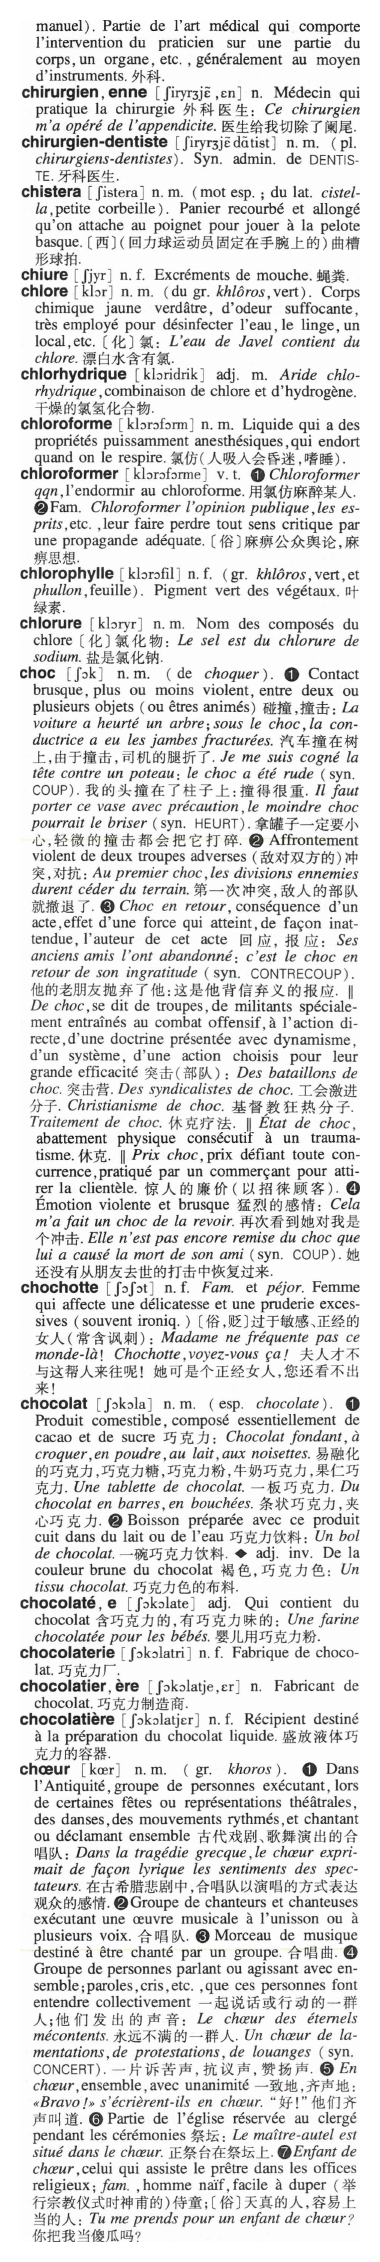 manuel). Partie de l'art médical qui comporte
l'intervention du praticien sur une partie du
corps, un organe, etc. , généralement au moyen
d'instruments. 外科.
chirurgien, enne [ʃiryrʒjɛ̃,ɛn] n. Médecin qui
pratique la chirurgie 外科医生: Ce chirurgien
m'a opéré de l'appendicite. 医生给我切除了阑尾.
chirurgien-dentiste [ʃiryrʒjɛ̃dɑ̃tist] n. m. (pl.
chirurgiens-dentistes). Syn. admin. de DENTIS-
TE. 牙科医生.
chistera [ʃistera] n. m. (mot esp. ; du lat. cistel-
la, petite corbeille). Panier recourbé et allongé
qu'on attache au poignet pour jouer à la pelote
basque. [西](回力球运动员固定在手腕上的)曲槽
形球拍.
chiure [ʃjyr] n. f. Excréments de mouche. 蝇粪.
chlore [klɔr] n. m. (du gr. khlôros, vert). Corps
chimique jaune verdâtre, d'odeur suffocante,
très employé pour désinfecter l'eau, le linge, un
local, etc. [化]氯: L'eau de Javel contient du
chlore. 漂白水含有氯.
chlorhydrique [klɔridrik] adj. m. Aride chlo-
rhydrique, combinaison de chlore et d'hydrogène.
干燥的氯氢化合物.
chloroforme [klɔrɔfɔrm] n. m. Liquide qui a des
propriétés puissamment anesthésiques, qui endort
quand on le respire. 氯仿(人吸入会昏迷,嗜睡).
chloroformer [klɔrɔfɔrme] v. t. ❶ Chloroformer
qqn, l'endormir au chloroforme. 用氯仿麻醉某人.
❷ Fam. Chloroformer l'opinion publique, les es-
prits, etc. , leur faire perdre tout sens critique par
une propagande adéquate. [俗]麻痹公众舆论,麻
痹思想.
chlorophylle [klɔrɔfil] n. f. (gr. khlôros, vert, et
phullon, feuille). Pigment vert des végétaux. 叶
绿素.
chlorure [klɔryr] n. m. Nom des composés du
chlore [化]氯化物: Le sel est du chlorure de
sodium. 盐是氯化钠.
choc [ʃɔk] n. m. (de choquer). ❶ Contact
brusque, plus ou moins violent, entre deux ou
plusieurs objets (ou êtres animés) 碰撞,撞击: La
voiture a heurté un arbre; sous le choc, la con-
ductrice a eu les jambes fracturées. 汽车撞在树
上,由于撞击,司机的腿折了. Je me suis cogné la
tête contre un poteau: le choc a été rude (syn.
COUP). 我的头撞在了柱子上:撞得很重. Il faut
porter ce vase avec précaution, le moindre choc
pourrait le briser (syn. HEURT). 拿罐子一定要小
心,轻微的撞击都会把它打碎. ❷ Affrontement
violent de deux troupes adverses (敌对双方的)冲
突,对抗: Au premier choc, les divisions ennemies
durent céder du terrain. 第一次冲突,敌人的部队
就撤退了. ❸ Choc en retour, conséquence d'un
acte, effet d'une force qui atteint, de façon inat-
tendue, l'auteur de cet acte 回应,报应: Ses
anciens amis l'ont abandonné: c'est le choc en
retour de son ingratitude (syn. CONTRECOUP).
他的老朋友抛弃了他:这是他背信弃义的报应. ‖
De choc, se dit de troupes, de militants spéciale-
ment entraînés au combat offensif, à l'action di-
recte, d'une doctrine présentée avec dynamisme,
d'un système, d'une action choisis pour leur
grande efficacité 突击(部队): Des bataillons de
choc. 突击营. Des syndicalistes de choc. 工会激进
分子. Christianisme de choc. 基督教狂热分子.
Traitement de choc. 休克疗法. ‖ État de choc,
abattement physique consécutif à un trauma-
tisme. 休克. ‖ Prix choc, prix défiant toute con-
currence, pratiqué par un commerçant pour atti-
rer la clientèle. 惊人的廉价(以招徕顾客). ❹
Émotion violente et brusque 猛烈的感情: Cela
m'a fait un choc de la revoir. 再次看到她对我是
个冲击. Elle n'est pas encore remise du choc que
lui a causé la mort de son ami (syn. COUP). 她
还没有从朋友去世的打击中恢复过来.
chochotte [ʃɔʃɔt] n. f. Fam. et péjor. Femme
qui affecte une délicatesse et une pruderie exces-
sives (souvent ironiq. ) [俗,贬]过于敏感、正经的
女人(常含讽刺): Madame ne fréquente pas ce
monde-là! Chochotte, voyez-vous ça! 夫人才不
与这帮人来往呢! 她可是个正经女人,您还看不出
来!
chocolat [ʃɔkɔla] n. m. (esp. chocolate). ❶
Produit comestible, composé essentiellement de
cacao et de sucre 巧克力: Chocolat fondant, à
croquer, en poudre, au lait, aux noisettes. 易融化
的巧克力,巧克力糖,巧克力粉,牛奶巧克力,果仁巧
克力. Une tablette de chocolat. 一板巧克力. Du
chocolat en barres, en bouchées. 条状巧克力,夹
心巧克力. ❷ Boisson préparée avec ce produit
cuit dans du lait ou de l'eau 巧克力饮料: Un bol
de chocolat. 一碗巧克力饮料. ◆ adj. inv. De la
couleur brune du chocolat 褐色,巧克力色: Un
tissu chocolat. 巧克力色的布料.
chocolaté, e [ʃɔkɔlate] adj. Qui contient du
chocolat 含巧克力的,有巧克力味的: Une farine
chocolatée pour les bébés. 婴儿用巧克力粉.
chocolaterie [ʃɔkɔlatri] n. f. Fabrique de choco-
lat. 巧克力厂.
chocolatier, ère [ʃɔkɔlatje,ɛr] n. Fabricant de
chocolat. 巧克力制造商.
chocolatière [ʃɔkɔlatjɛr] n. f. Récipient destiné
à la préparation du chocolat liquide. 盛放液体巧
克力的容器.
chœur [kœr] n. m. (gr. khoros). ❶ Dans
l'Antiquité, groupe de personnes exécutant, lors
de certaines fêtes ou représentations théâtrales,
des danses, des mouvements rythmés, et chantant
ou déclamant ensemble 古代戏剧、歌舞演出的合
唱队: Dans la tragédie grecque, le chœur expri-
mait de façon lyrique les sentiments des spec-
tateurs. 在古希腊悲剧中,合唱队以演唱的方式表达
观众的感情. ❷ Groupe de chanteurs et chanteuses
exécutant une œuvre musicale à l'unisson ou à
plusieurs voix. 合唱队. ❸ Morceau de musique
destiné à être chanté par un groupe. 合唱曲. ❹
Groupe de personnes parlant ou agissant avec en-
semble; paroles, cris, etc. , que ces personnes font
entendre collectivement 一起说话或行动的一群
人;他们发出的声音: Le chœur des éternels
mécontents. 永远不满的一群人. Un chœur de la-
mentations, de protestations, de louanges (syn.
CONCERT). 一片诉苦声,抗议声,赞扬声. ❺ En
chœur, ensemble, avec unanimité 一致地,齐声地:
«Bravo!» s'écrièrent-ils en chœur. “好!”他们齐
声叫道. ❻ Partie de l'église réservée au clergé
pendant les cérémonies 祭坛: Le maître-autel est
situé dans le chœur. 正祭台在祭坛上. ❼ Enfant de
chœur, celui qui assiste le prêtre dans les offices
religieux; fam. , homme naïf, facile à duper (举
行宗教仪式时神甫的)侍童;[俗]天真的人,容易上
当的人: Tu me prends pour un enfant de chœur?
你把我当傻瓜吗?